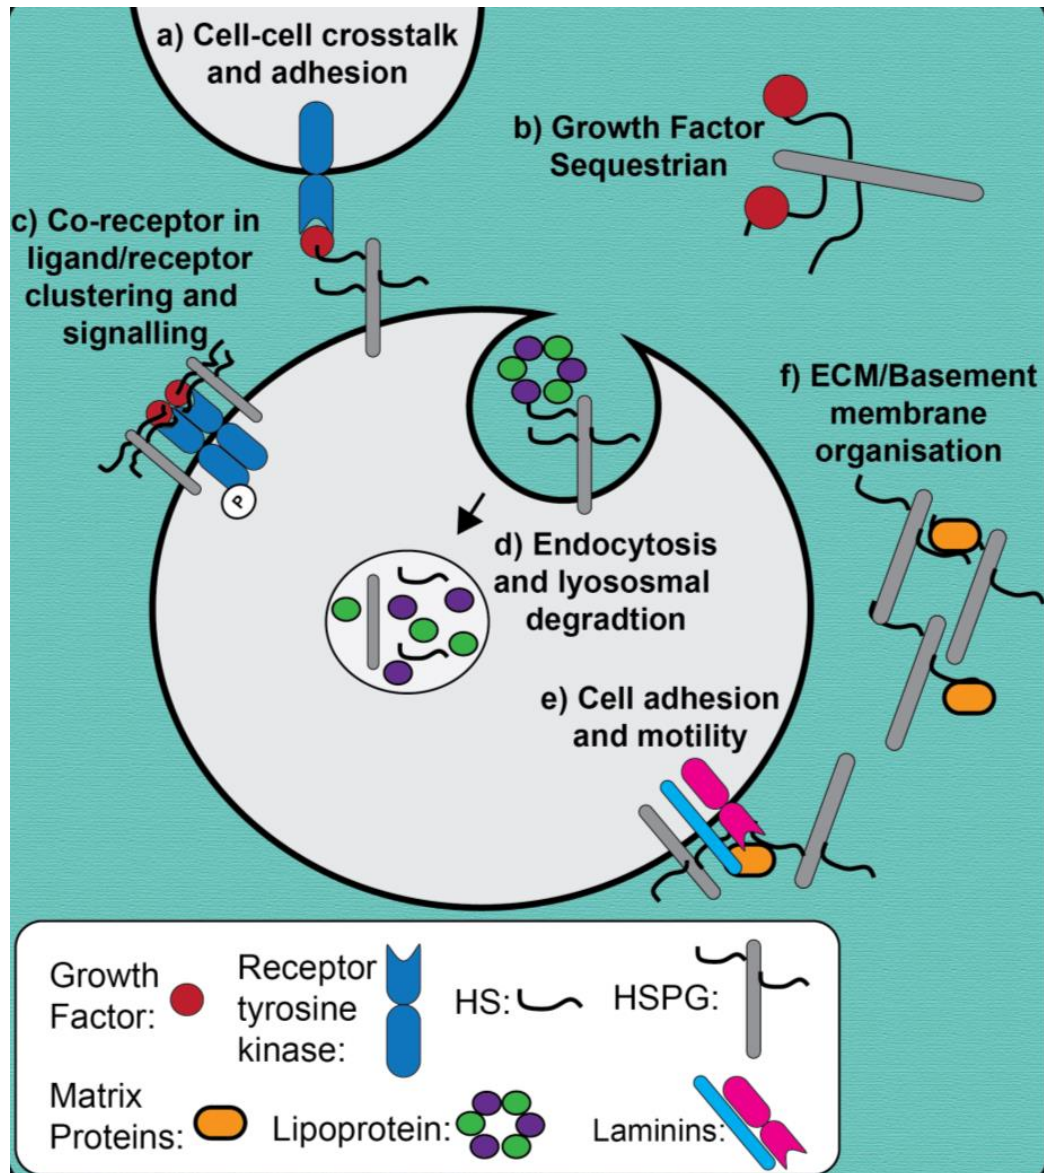 a) Cell-cell crosstalk
and adhesion
b) Growth Factor
Sequestrian
c) Co-receptor in
ligand/receptor
clustering and
signalling
P
d) Endocytosis
and lyososmal
degradtion
e) Cell adhesion
and motility
f) ECM/Basement
membrane
organisation
Growth
Factor:
Receptor
tyrosine
kinase:
HS:
HSPG:
Matrix
Proteins:
Lipoprotein:
Laminins: